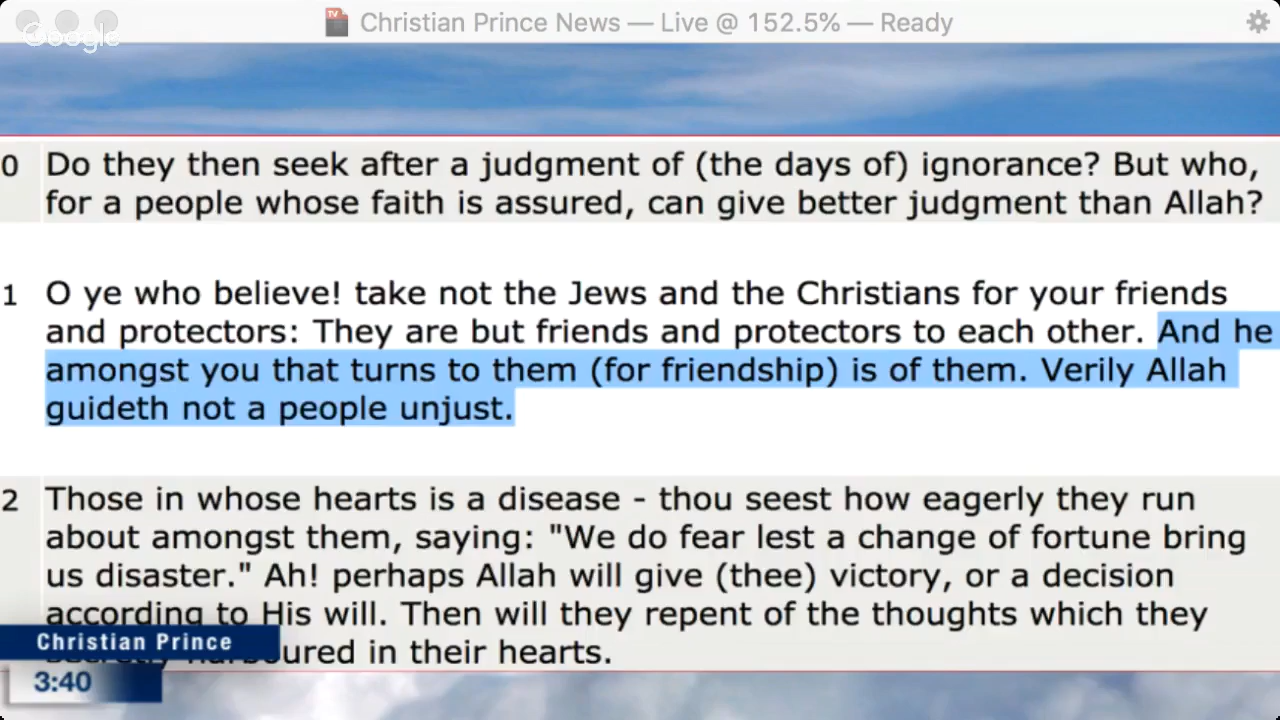 TV
Christian Prince News — Live @ 152.5% — Ready
Google
0 Do they then seek after a judgment of (the days of) ignorance? But who,
for a people whose faith is assured, can give better judgment than Allah?
1 O ye who believe! take not the Jews and the Christians for your friends
and protectors: They are but friends and protectors to each other. And he
amongst you that turns to them (for friendship) is of them. Verily Allah
guideth not a people unjust.
2 Those in whose hearts is a disease - thou seest how eagerly they run
about amongst them, saying: "We do fear lest a change of fortune bring
us disaster." Ah! perhaps Allah will give (thee) victory, or a decision
according to His will. Then will they repent of the thoughts which they
in their hearts.
Christian Prince
3:40